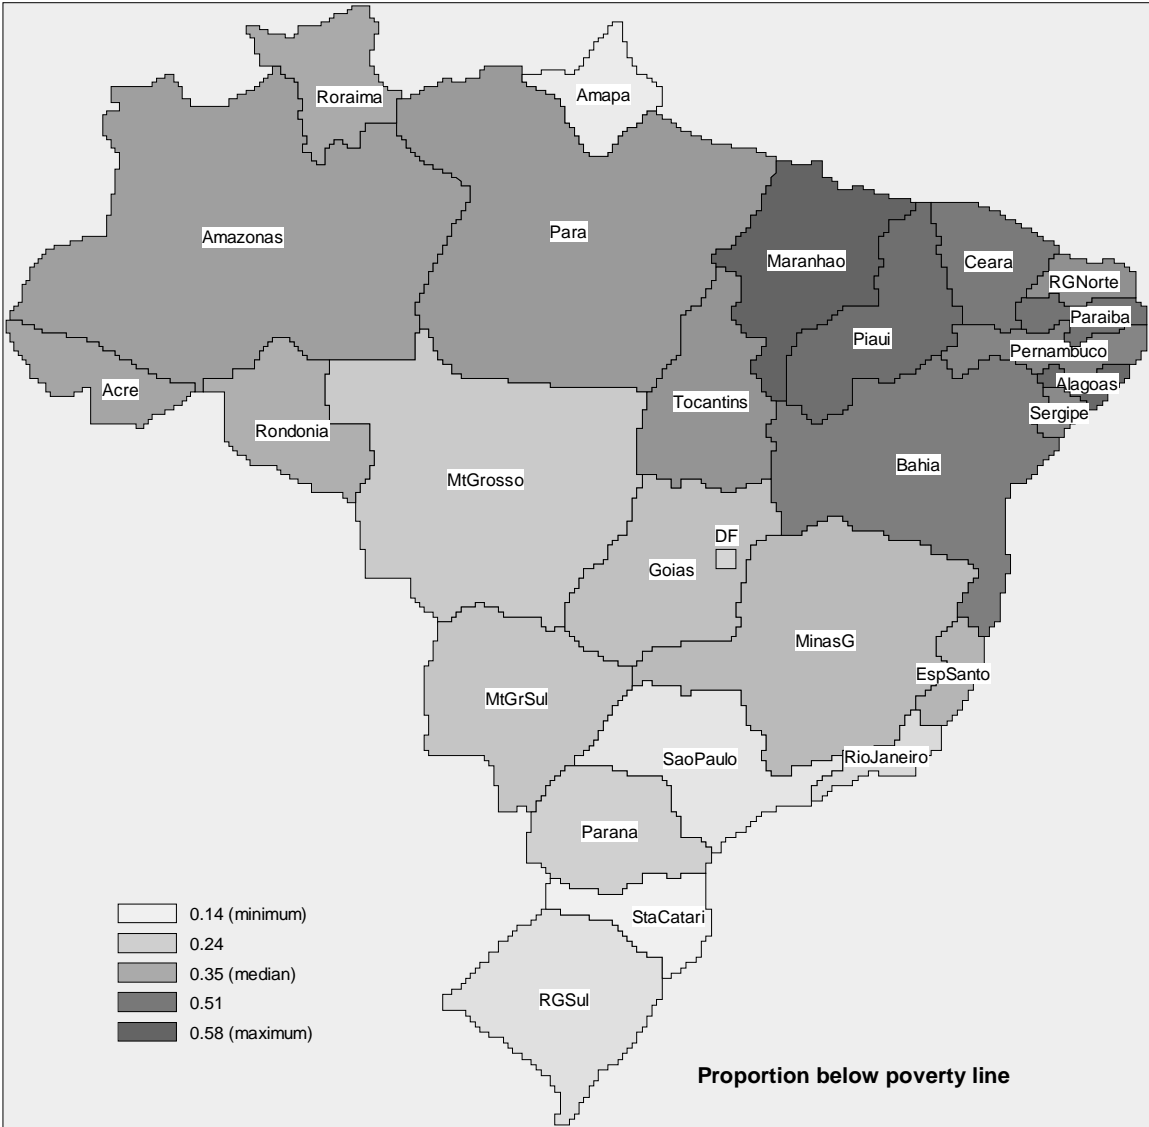 Roraima
Amapa
Amazonas
Para
Maranhao
Ceara
RGNorte
Paraiba
Piaui
Pernambuco
Acre
Alagoas
Tocantins
Sergipe
Rondonia
Bahia
MtGrosso
DF
Goias
MinasG
EspSanto
MtGrSul
SaoPaulo
RioJaneiro
Parana
StaCatari
RGSul
0.14 (minimum)
0.24
0.35 (median)
0.51
0.58 (maximum)
Proportion below poverty line